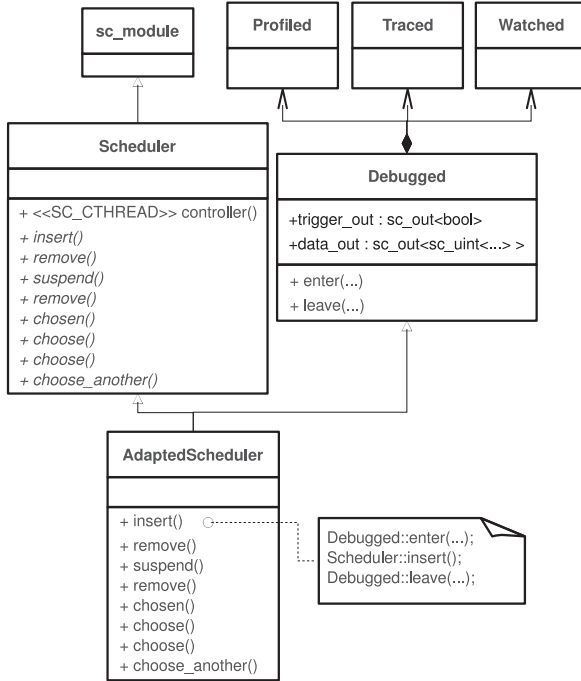 sc_module
Profiled
Traced
Watched
Scheduler
+ <<SC_CTHREAD>> controller()
+ insert()
+ remove()
+ suspend()
+ remove()
+ chosen()
+ choose()
+ choose()
+ choose_another()
Debugged
+trigger_out : sc_out<bool>
+data_out : sc_out<sc_uint<...> >
+ enter(...)
+ leave(...)
AdaptedScheduler
+ insert()
+ remove()
+ suspend()
+ remove()
+ chosen()
+ choose()
+ choose()
+ choose_another()
Debugged::enter(...);
Scheduler::insert();
Debugged::leave(...);